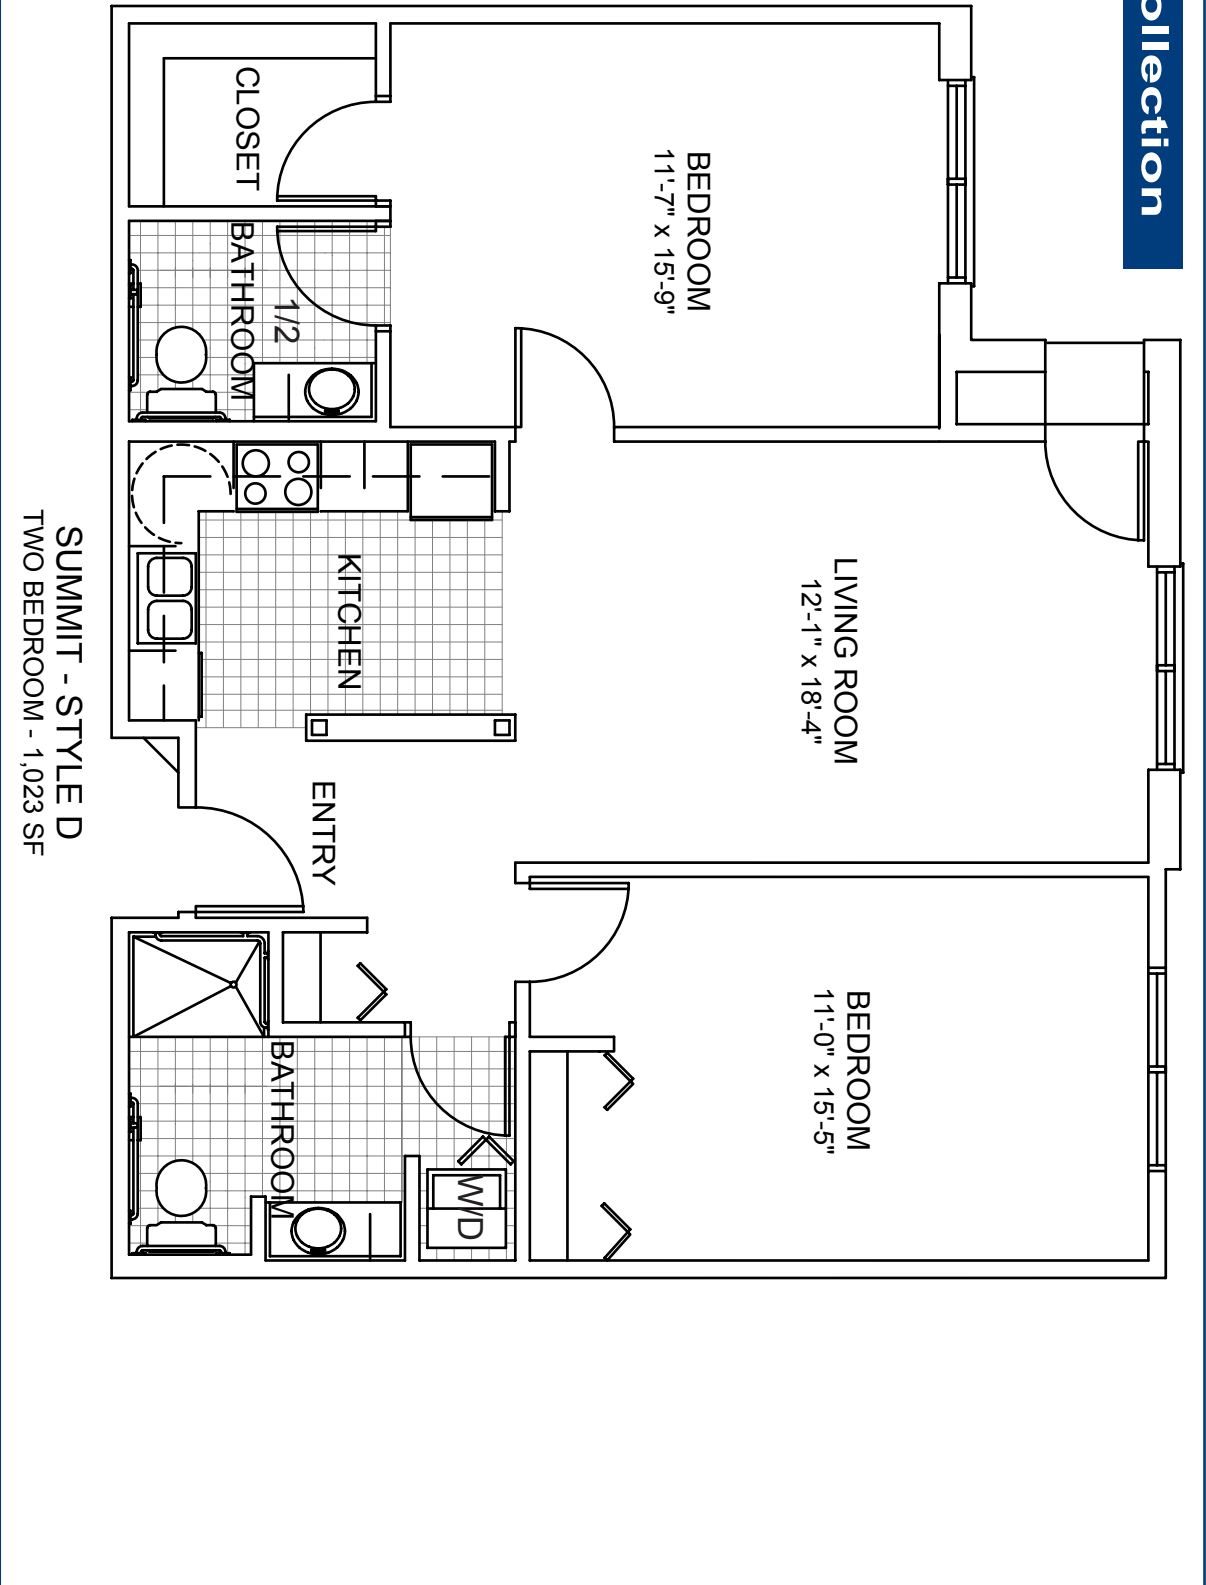 ollection
BEDROOM
11'-7" x 15'-9"
CLOSET
1/2
BATHROOM
LIVING ROOM
12'-1" x 18'-4"
KITCHEN
ENTRY
BEDROOM
11'-0" x 15'-5"
BATHROOM
W/D
SUMMIT - STYLE D
TWO BEDROOM - 1,023 SF